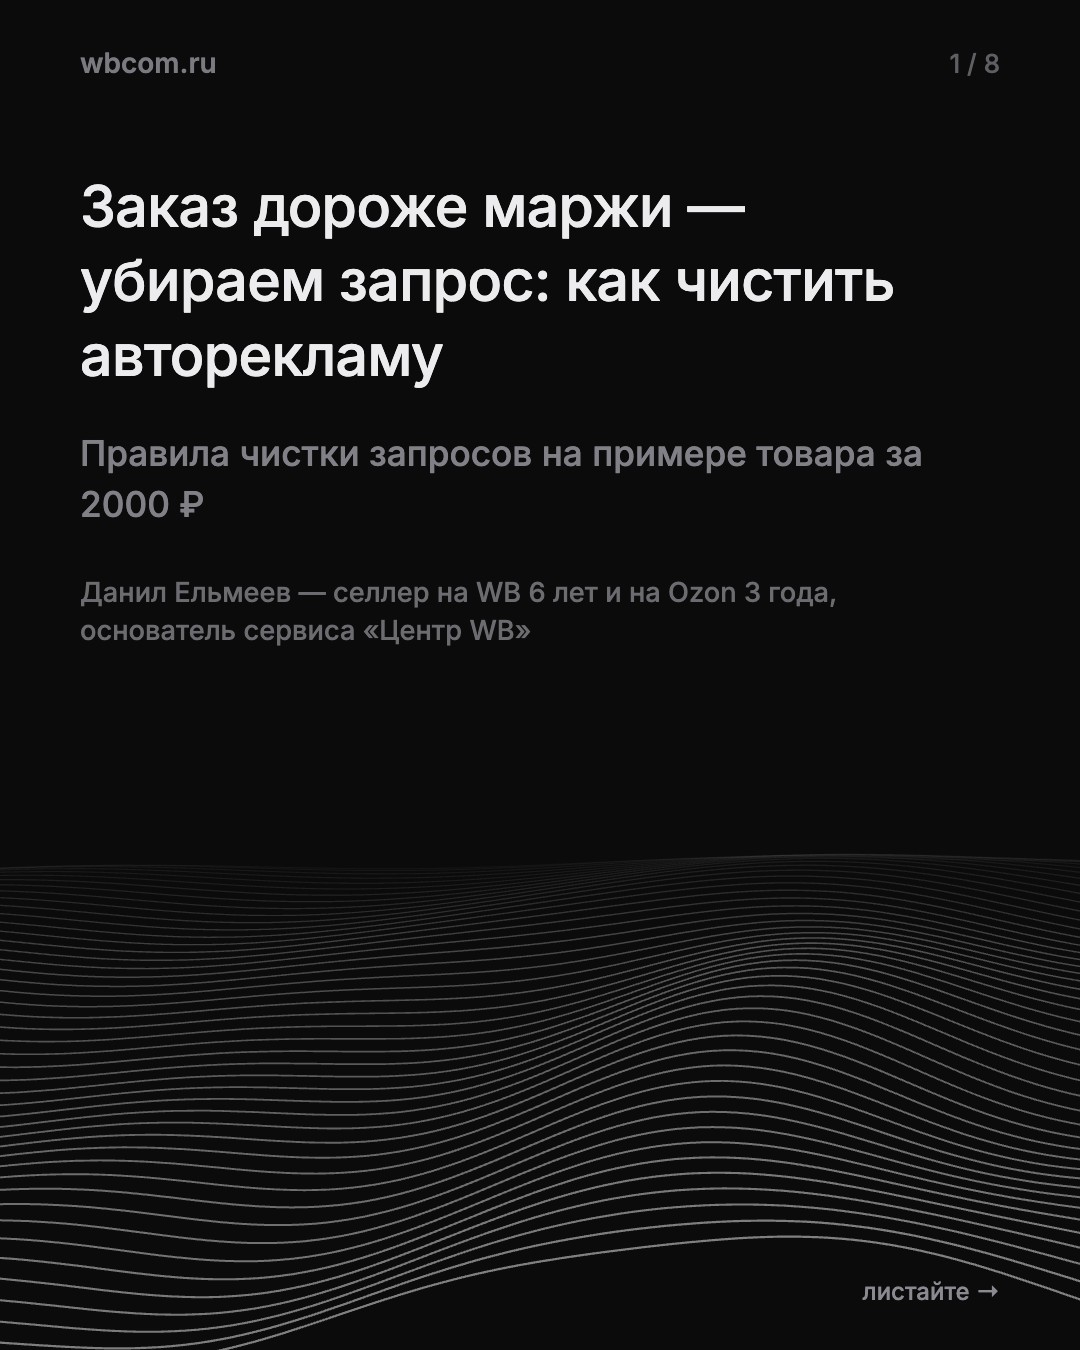 wbcom.ru
1 / 8
Заказ дороже маржи —
убираем запрос: как чистить
авторекламу
Правила чистки запросов на примере товара за
2000 ₽
Данил Ельмеев — селлер на WB 6 лет и на Ozon 3 года,
основатель сервиса «Центр WB»
листайте →